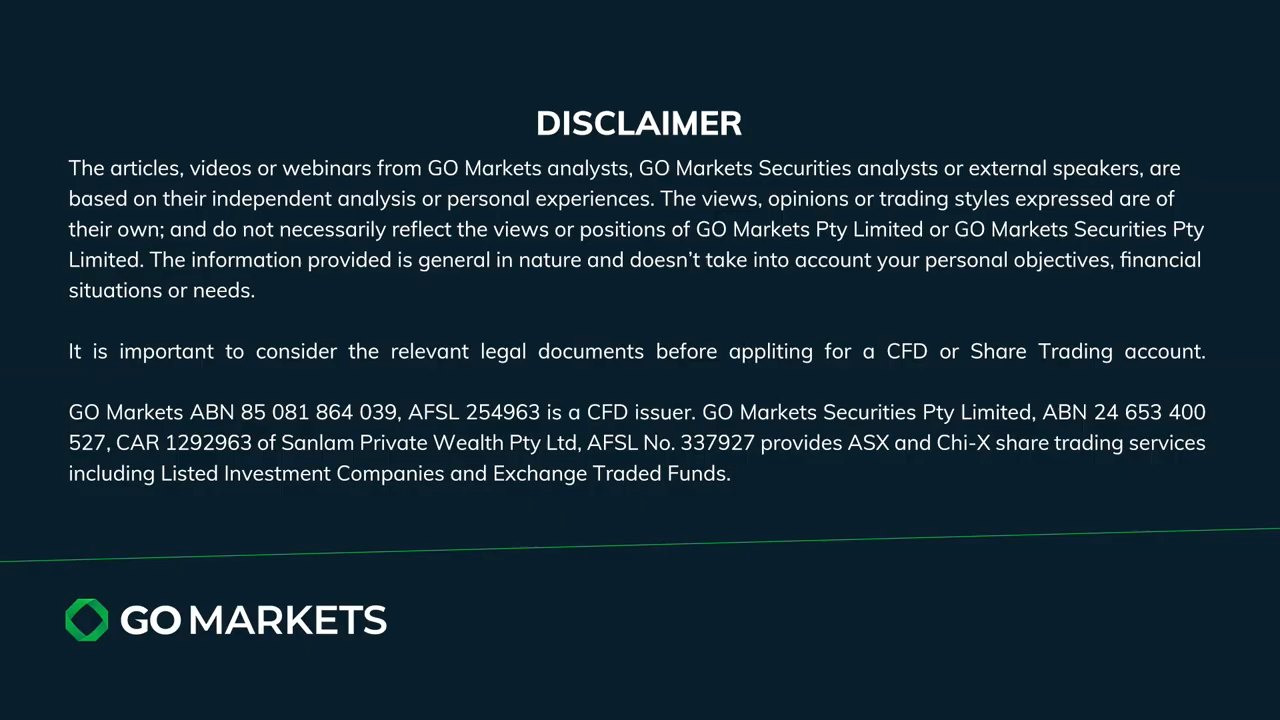 DISCLAIMER
The articles, videos or webinars from GO Markets analysts, GO Markets Securities analysts or external speakers, are
based on their independent analysis or personal experiences. The views, opinions or trading styles expressed are of
their own; and do not necessarily reflect the views or positions of GO Markets Pty Limited or GO Markets Securities Pty
Limited. The information provided is general in nature and doesn’t take into account your personal objectives, financial
situations or needs.
It is important to consider the relevant legal documents before appliting for a CFD or Share Trading account.
GO Markets ABN 85 081 864 039, AFSL 254963 is a CFD issuer. GO Markets Securities Pty Limited, ABN 24 653 400
527, CAR 1292963 of Sanlam Private Wealth Pty Ltd, AFSL No. 337927 provides ASX and Chi-X share trading services
including Listed Investment Companies and Exchange Traded Funds.
GO MARKETS